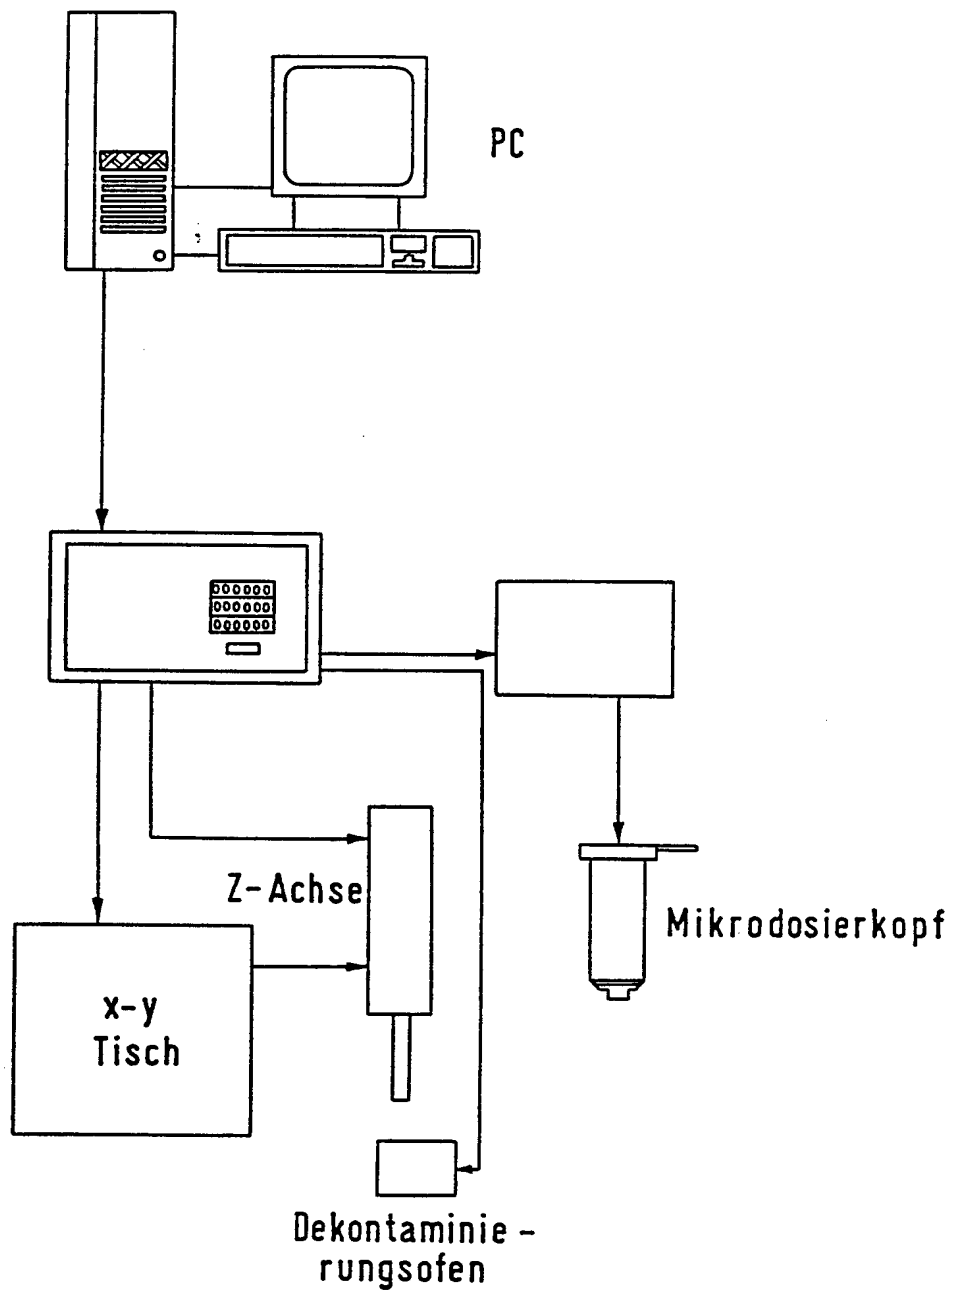 PC
Z-Achse
Mikrodosierkopf
x-y
Tisch
Dekontaminie-
rungsofen